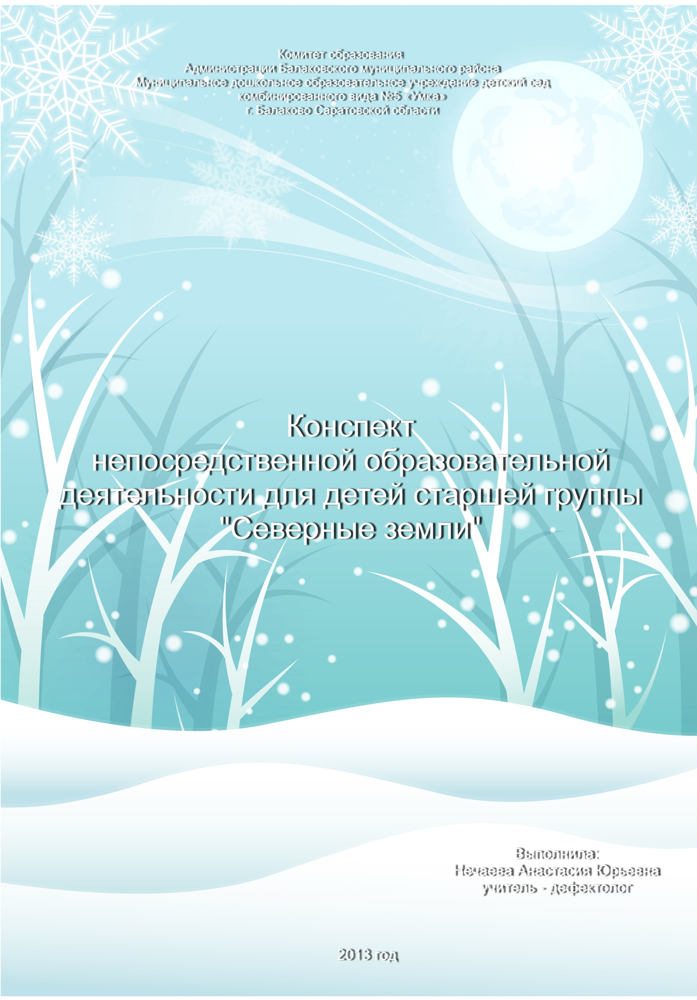 Комитет образования
Администрации Балаковского муниципального района
Муниципальное дошкольное образовательное учреждение детский сад
комбинированного вида №5 «Умка»
г. Балаково Саратовской области
Конспект
непосредственной образовательной
деятельности для детей старшей группы
"Северные земли"
Выполнила:
Нечаева Анастасия Юрьевна
учитель - дефектолог
2013 год